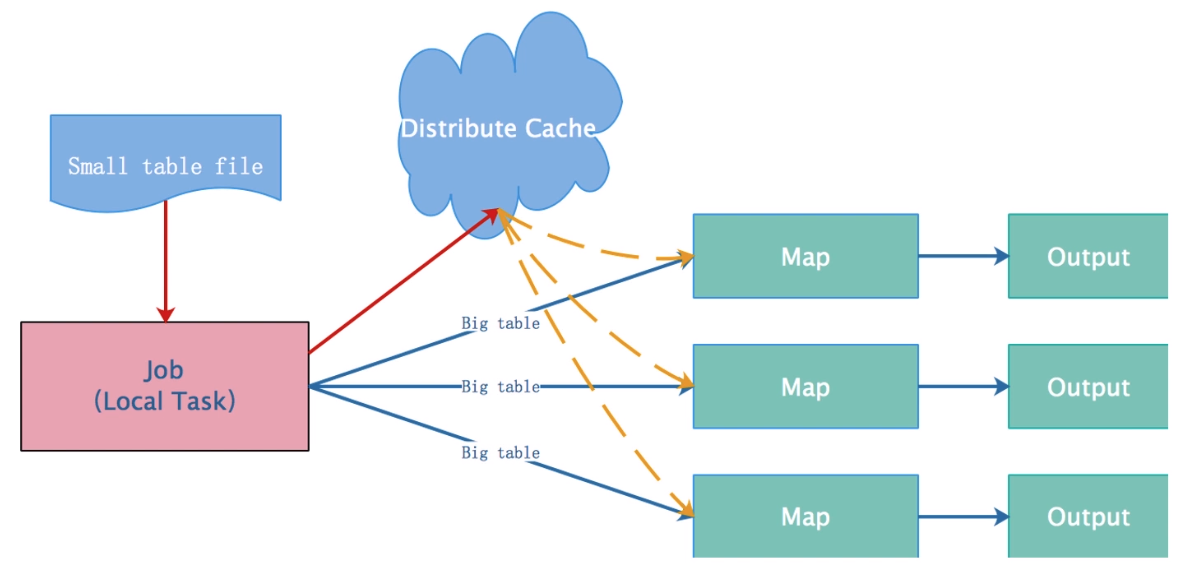 Distribute Cache
Small table file
Job
(Local Task)
Big table
Big table
Big table
Map
Output
Map
Output
Map
Output